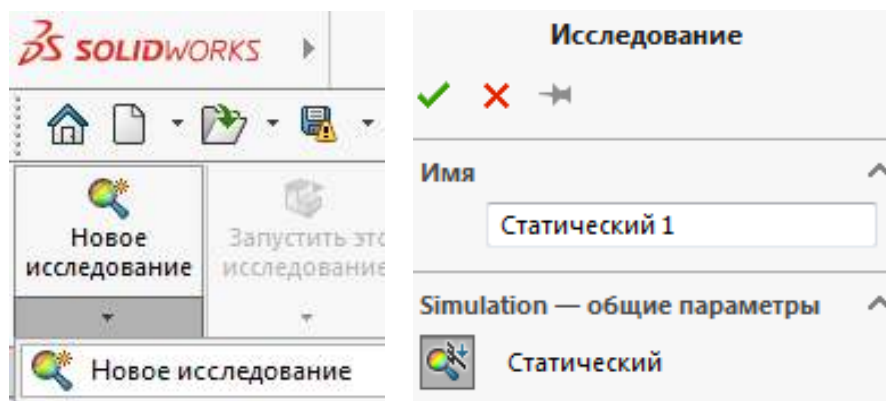 SOLIDWORKS
Новое
исследование
Запустить это
исследование
Новое исследование
Исследование
Имя
Статический 1
Simulation — общие параметры
Статический